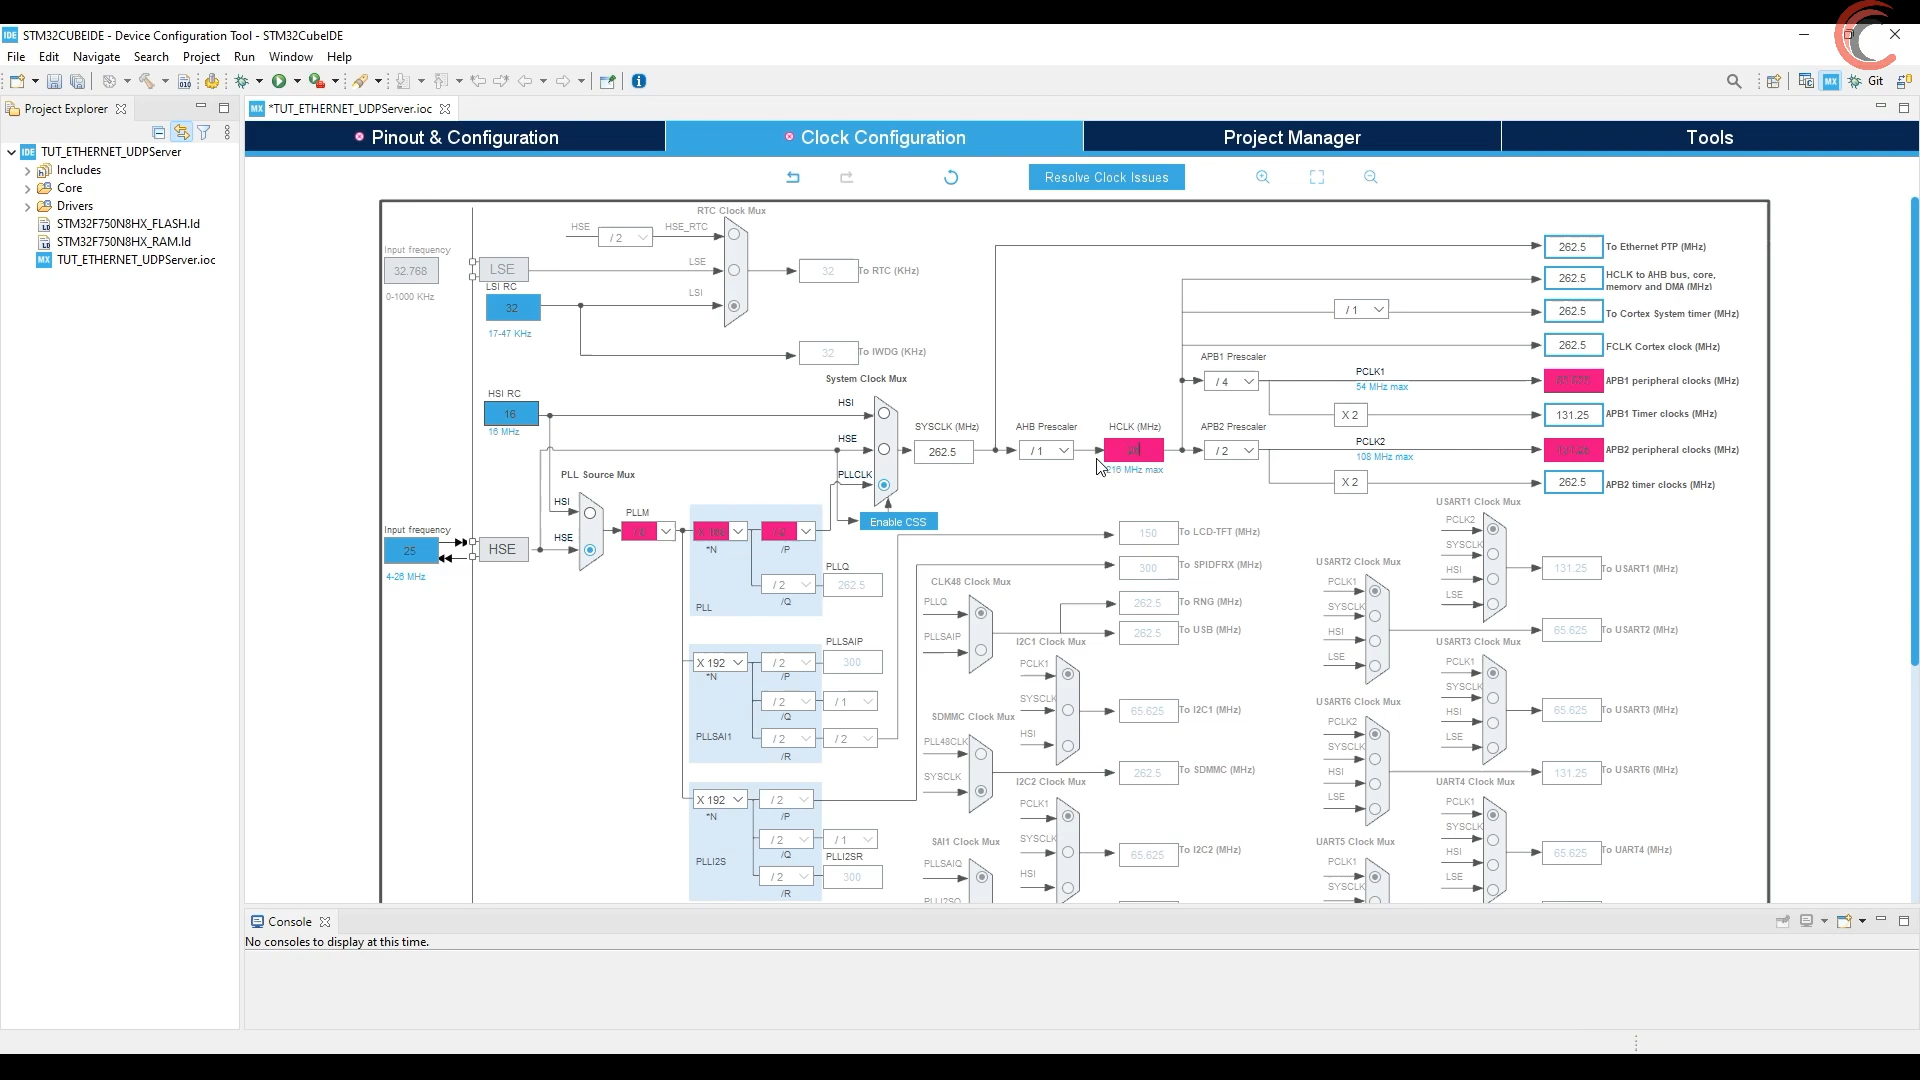 IDE STM32CUBEIDE - Device Configuration Tool - STM32CubeIDE
File Edit Navigate Search Project Run Window Help
010
MX Git
Project Explorer
MX *TUT_ETHERNET_UDPServer.ioc
Pinout & Configuration
Clock Configuration
Project Manager
Tools
IDE TUT_ETHERNET_UDPServer
Includes
Core
Drivers
STM32F750N8HX_FLASH.ld
STM32F750N8HX_RAM.ld
MX TUT_ETHERNET_UDPServer.ioc
Resolve Clock Issues
RTC Clock Mux
HSE / 2 HSE_RTC
Input frequency
32.768
0-1000 KHz
LSE
LSE
LSI RC
32
17-47 KHz
LSI
32 To RTC (KHz)
32 To IWDG (KHz)
262.5 To Ethernet PTP (MHz)
262.5 HCLK to AHB bus, core,
memory and DMA (MHz)
/ 1
262.5 To Cortex System timer (MHz)
262.5 FCLK Cortex clock (MHz)
System Clock Mux
HSI RC
16
16 MHz
HSI
HSE
PLLCLK
SYSCLK (MHz)
262.5
AHB Prescaler
/ 1
HCLK (MHz)
216 MHz max
APB1 Prescaler
/ 4
PCLK1
54 MHz max
APB1 peripheral clocks (MHz)
X 2
131.25 APB1 Timer clocks (MHz)
APB2 Prescaler
/ 2
PCLK2
108 MHz max
APB2 peripheral clocks (MHz)
X 2
262.5 APB2 timer clocks (MHz)
Enable CSS
PLL Source Mux
HSI
HSE
Input frequency
25
4-26 MHz
HSE
PLLM
*N
/P
PLLQ
/ 2 262.5
/Q
PLL
PLLSAIP
X 192 / 2 300
*N /P
/ 2 / 1
/Q
PLLSAI1 / 2 / 2
/R
X 192 / 2
*N /P
/ 2 / 1
/Q
PLLI2S
PLLI2SR
/ 2 300
/R
150 To LCD-TFT (MHz)
300 To SPIDFRX (MHz)
CLK48 Clock Mux
PLLQ
PLLSAIP
262.5 To RNG (MHz)
262.5 To USB (MHz)
I2C1 Clock Mux
PCLK1
SYSCLK
HSI
65.625 To I2C1 (MHz)
SDMMC Clock Mux
PLL48CLK
SYSCLK
262.5 To SDMMC (MHz)
I2C2 Clock Mux
PCLK1
SYSCLK
HSI
65.625 To I2C2 (MHz)
SAI1 Clock Mux
PLLSAIQ
PLLI2SQ
USART1 Clock Mux
PCLK2
SYSCLK
HSI
LSE
131.25 To USART1 (MHz)
USART2 Clock Mux
PCLK1
SYSCLK
HSI
LSE
65.625 To USART2 (MHz)
USART3 Clock Mux
PCLK1
SYSCLK
HSI
LSE
65.625 To USART3 (MHz)
USART6 Clock Mux
PCLK2
SYSCLK
HSI
LSE
131.25 To USART6 (MHz)
UART4 Clock Mux
PCLK1
SYSCLK
HSI
LSE
65.625 To UART4 (MHz)
UART5 Clock Mux
PCLK1
SYSCLK
Console
No consoles to display at this time.